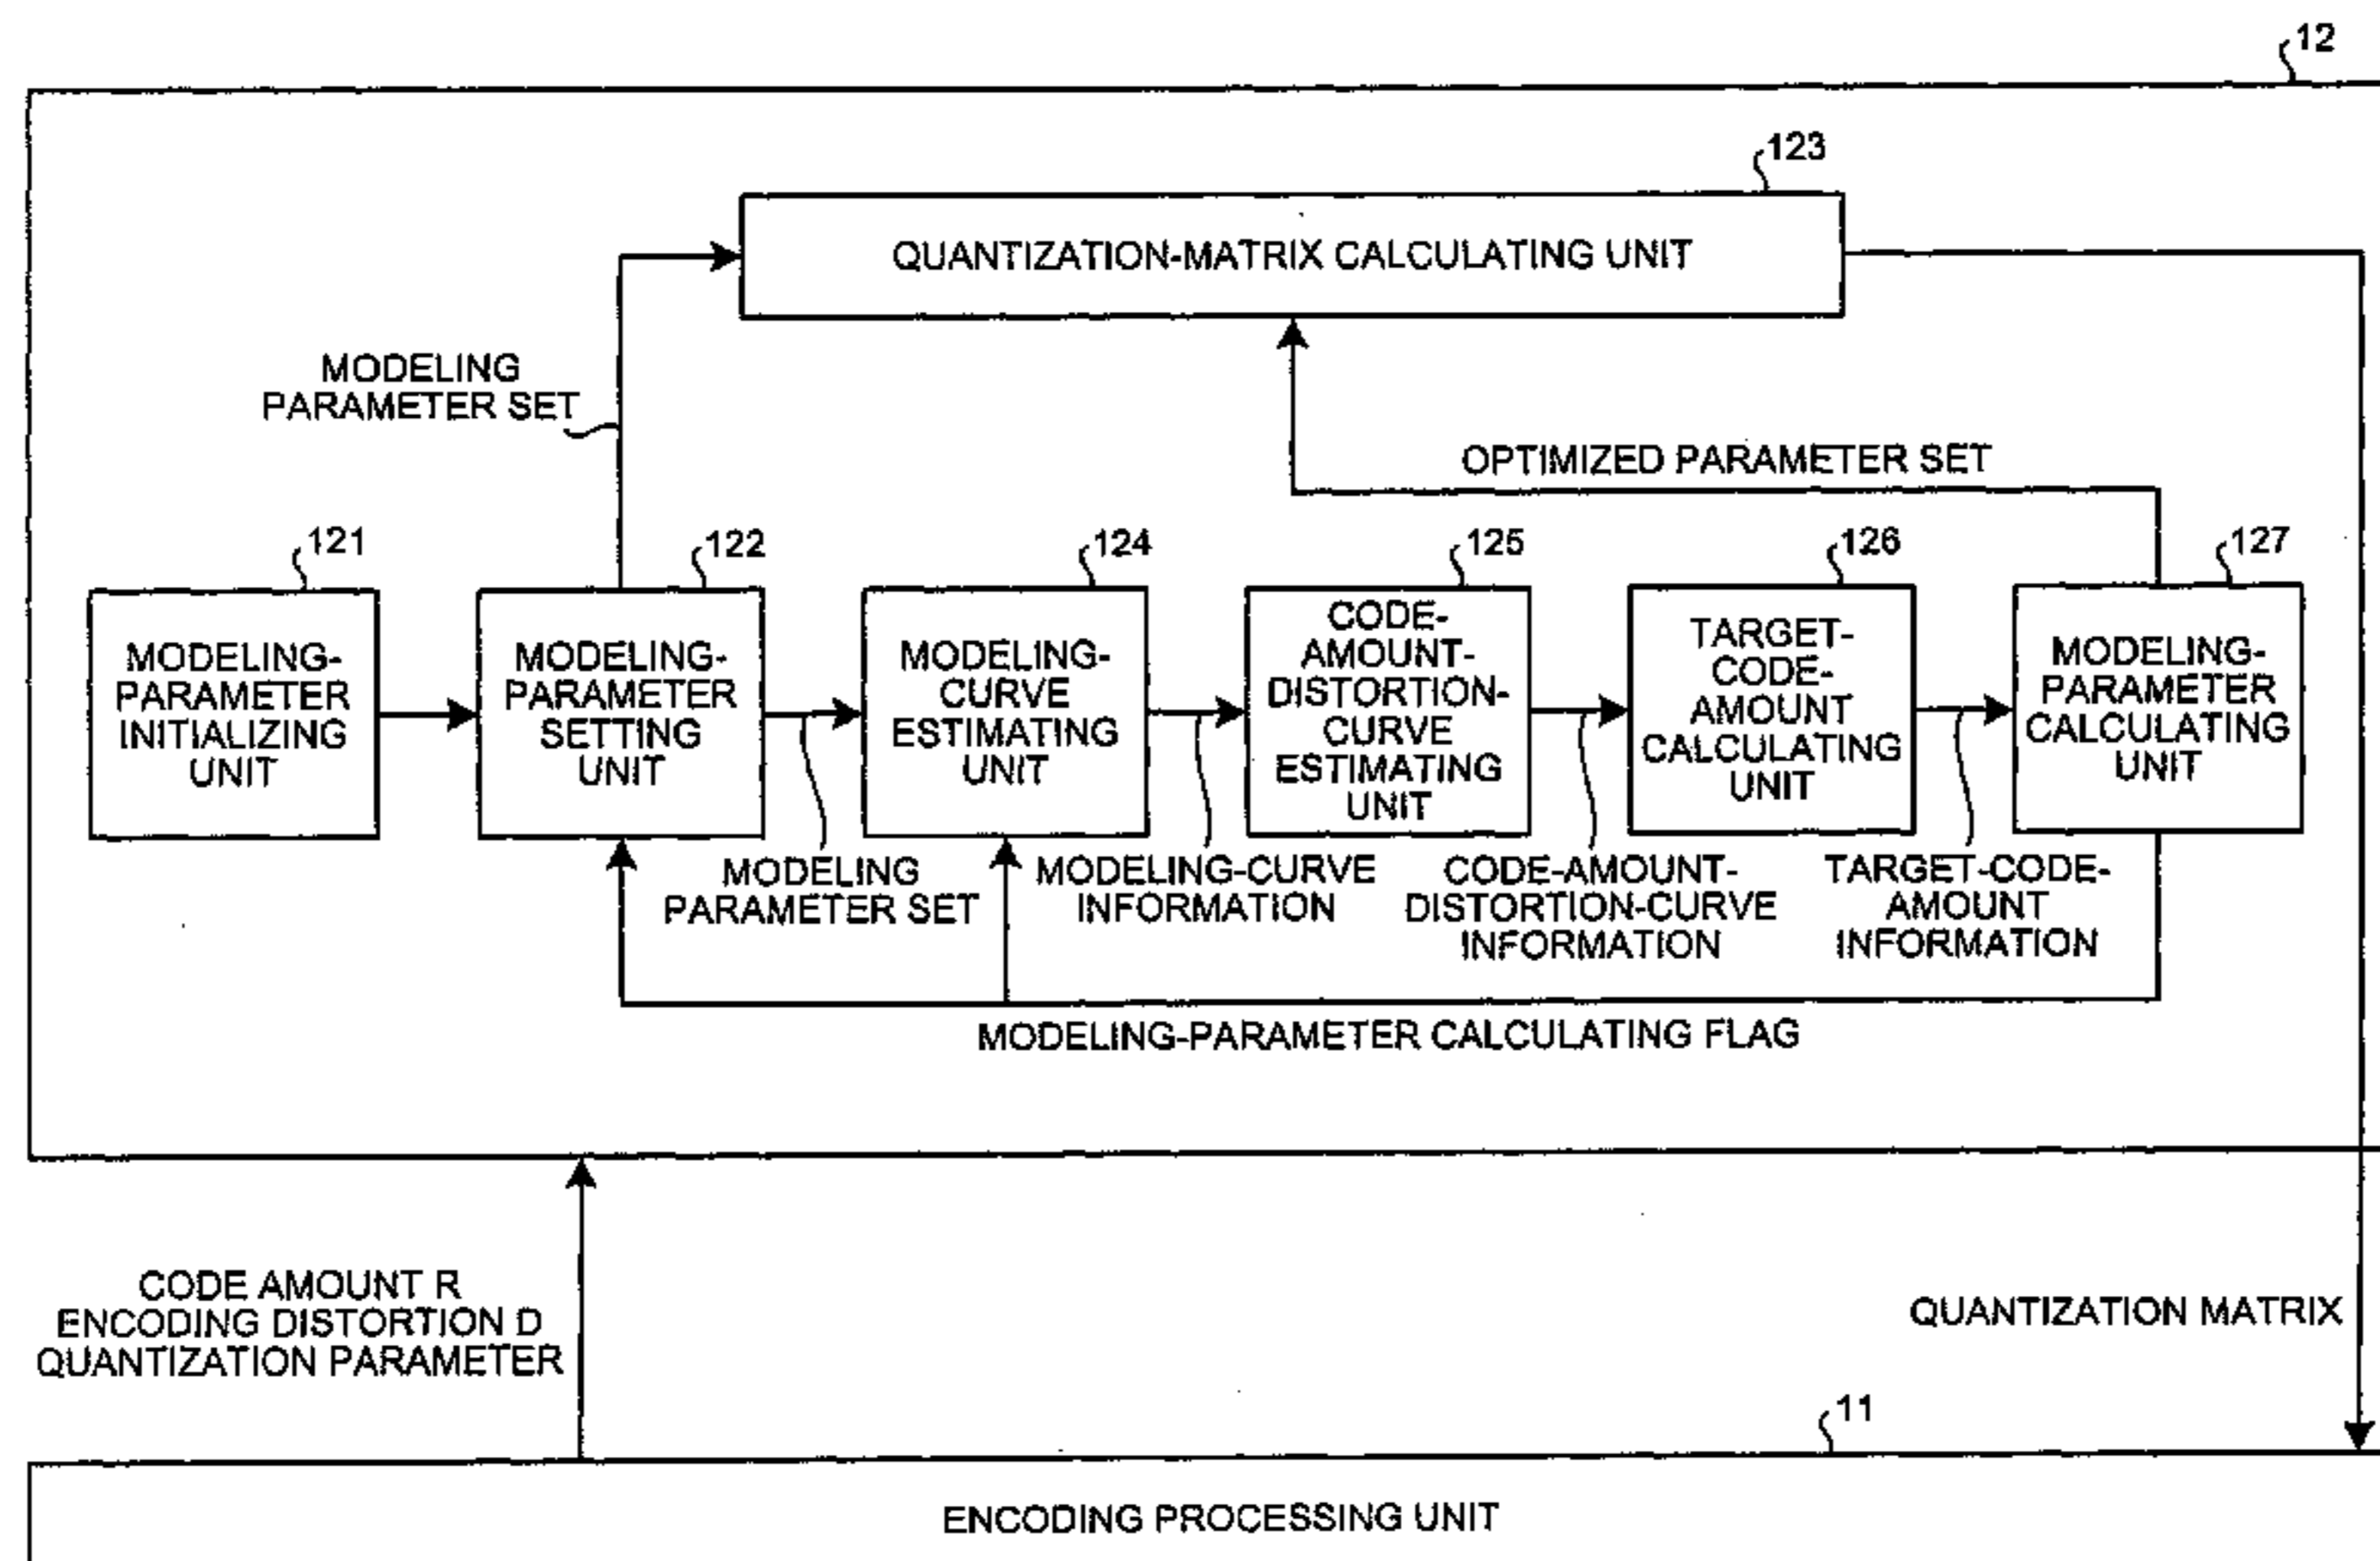 12
123
QUANTIZATION-MATRIX CALCULATING UNIT
MODELING
PARAMETER SET
OPTIMIZED PARAMETER SET
121
122
124
125
126
127
MODELING-
PARAMETER
INITIALIZING
UNIT
MODELING-
PARAMETER
SETTING
UNIT
MODELING-
CURVE
ESTIMATING
UNIT
CODE-
AMOUNT-
DISTORTION-
CURVE
ESTIMATING
UNIT
TARGET-
CODE-
AMOUNT
CALCULATING
UNIT
MODELING-
PARAMETER
CALCULATING
UNIT
MODELING
PARAMETER SET
MODELING-CURVE
INFORMATION
CODE-AMOUNT-
DISTORTION-CURVE
INFORMATION
TARGET-CODE-
AMOUNT
INFORMATION
MODELING-PARAMETER CALCULATING FLAG
CODE AMOUNT R
ENCODING DISTORTION D
QUANTIZATION PARAMETER
QUANTIZATION MATRIX
11
ENCODING PROCESSING UNIT